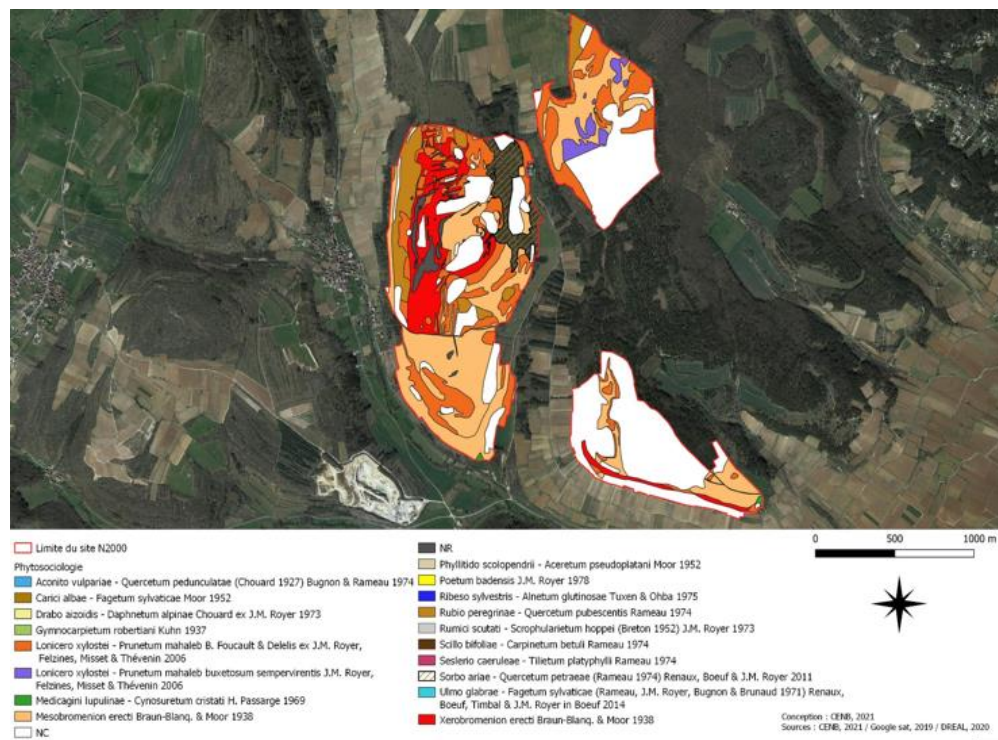 Limite du site N2000
Phytosociologie
Aconito vulpariae - Quercetum pedunculatae (Chouard 1927) Bugnon & Rameau 1974
Carici albae - Fagetum sylvaticae Moor 1952
Drabo aizoidis - Daphnetum alpinae Chouard ex J.M. Royer 1973
Gymnocarpietum robertiani Kuhn 1937
Lonicero xylostei - Prunetum mahaleb B. Foucault & Delelis ex J.M. Royer,
Felzines, Misset & Thévenin 2006
Lonicero xylostei - Prunetum mahaleb buxetosum sempervirentis J.M. Royer,
Felzines, Misset & Thévenin 2006
Medicagini lupulinae - Cynosuretum cristati H. Passarge 1969
Mesobromenion erecti Braun-Blanq. & Moor 1938
NC
NR
Phyllitido scolopendrii - Aceretum pseudoplatani Moor 1952
Poetum badensis J.M. Royer 1978
Ribeso sylvestris - Alnetum glutinosae Tuxen & Ohba 1975
Rubio peregrinae - Quercetum pubescentis Rameau 1974
Rumici scutati - Scrophularietum hoppei (Breton 1952) J.M. Royer 1973
Scillo bifoliae - Carpinetum betuli Rameau 1974
Seslerio caeruleae - Tilietum platyphylli Rameau 1974
Sorbo ariae - Quercetum petraeae (Rameau 1974) Renaux, Boeuf & J.M. Royer 2011
Ulmo glabrae - Fagetum sylvaticae (Rameau, J.M. Royer, Bugnon & Brunaud 1971) Renaux,
Boeuf, Timbal & J.M. Royer in Boeuf 2014
Xerobromenion erecti Braun-Blanq. & Moor 1938
0 500 1000 m
Conception : CENB, 2021
Sources : CENB, 2021 / Google sat, 2019 / DREAL, 2020